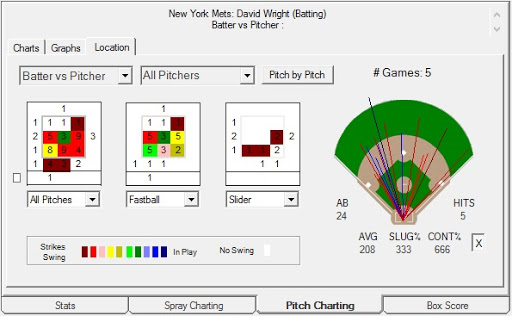 New York Mets: David Wright (Batting)
Batter vs Pitcher :
Charts Graphs Location
Batter vs Pitcher All Pitchers Pitch by Pitch
# Games: 5
1 1 1
1 1 1 1 1 1 1
2 5 3 9 3 2 5 3 5 2 2
1 8 9 4 1 5 3 2 1 1 2
1 4 2 1 1 1
1 1
All Pitches Fastball Slider
AB HITS
24 5
AVG SLUG% CONT%
208 333 666 X
Strikes Swing In Play No Swing
Stats Spray Charting Pitch Charting Box Score